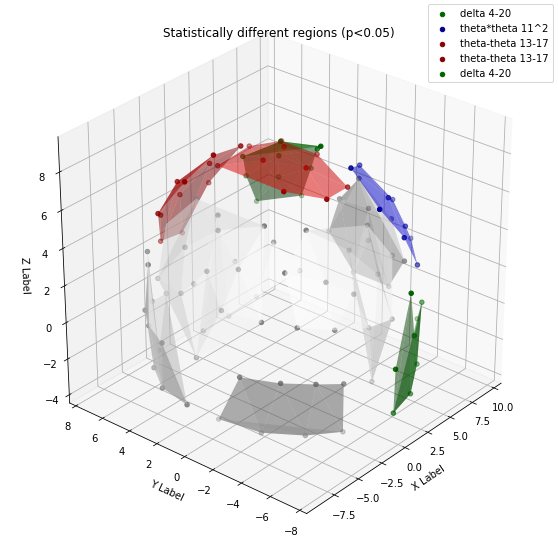 delta 4-20
theta*theta 11^2
theta-theta 13-17
theta-theta 13-17
delta 4-20
Statistically different regions (p<0.05)
Z Label
8
6
4
2
0
−2
−4
8
6
4
2
0
−2
−4
−6
−8
Y Label
−7.5
−5.0
−2.5
0.0
2.5
5.0
7.5
10.0
X Label